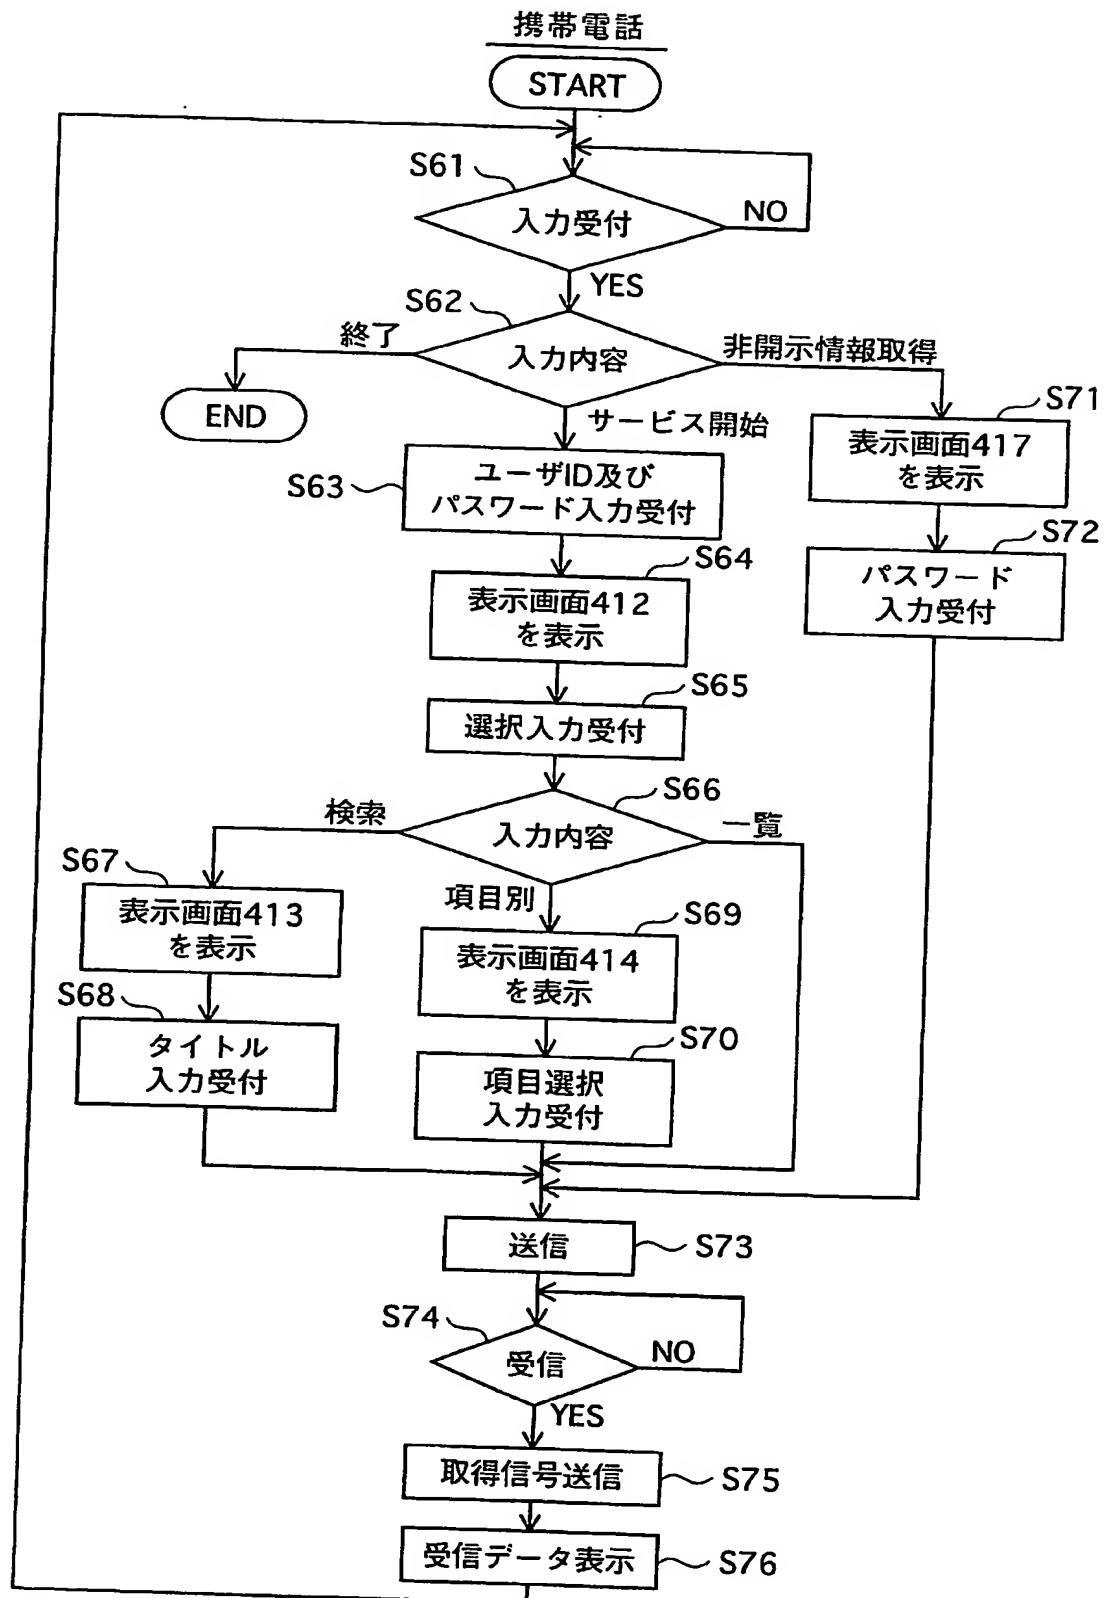 携帯電話
START
S61
入力受付
NO
YES
S62
入力内容
終了
非開示情報取得
END
サービス開始
S71
表示画面417
を表示
S63
ユーザID及び
パスワード入力受付
S72
パスワード
入力受付
S64
表示画面412
を表示
S65
選択入力受付
S66
入力内容
検索
一覧
項目別
S67
表示画面413
を表示
S69
表示画面414
を表示
S68
タイトル
入力受付
S70
項目選択
入力受付
送信
S73
S74
受信
NO
YES
取得信号送信
S75
受信データ表示
S76